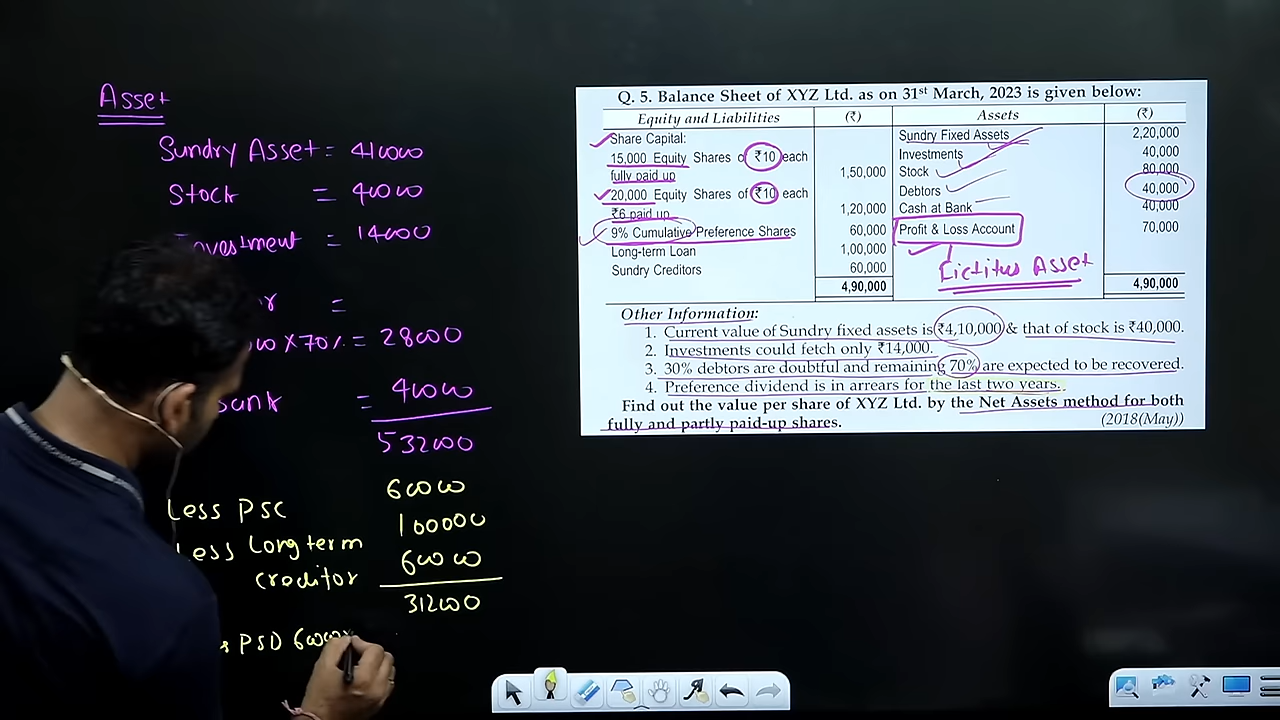 Asset
Sundry Asset = 410000
Stock = 40000
Investment = 14000
=
X 70% = 28000
Bank = 40000
532000
Less PSC 60000
Less Long term 100000
creditor 60000
312000
PSD 6000
Q. 5. Balance Sheet of XYZ Ltd. as on 31st March, 2023 is given below:
Equity and Liabilities (₹) Assets (₹)
Share Capital: Sundry Fixed Assets 2,20,000
15,000 Equity Shares of ₹10 each Investments 40,000
fully paid up 1,50,000 Stock 80,000
20,000 Equity Shares of ₹10 each Debtors 40,000
₹6 paid up 1,20,000 Cash at Bank 40,000
9% Cumulative Preference Shares 60,000 Profit & Loss Account 70,000
Long-term Loan 1,00,000
Sundry Creditors 60,000
4,90,000 4,90,000
Fictitus Asset
Other Information:
1. Current value of Sundry fixed assets is ₹4,10,000 & that of stock is ₹40,000.
2. Investments could fetch only ₹14,000.
3. 30% debtors are doubtful and remaining 70% are expected to be recovered.
4. Preference dividend is in arrears for the last two years.
Find out the value per share of XYZ Ltd. by the Net Assets method for both
fully and partly paid-up shares. (2018(May))